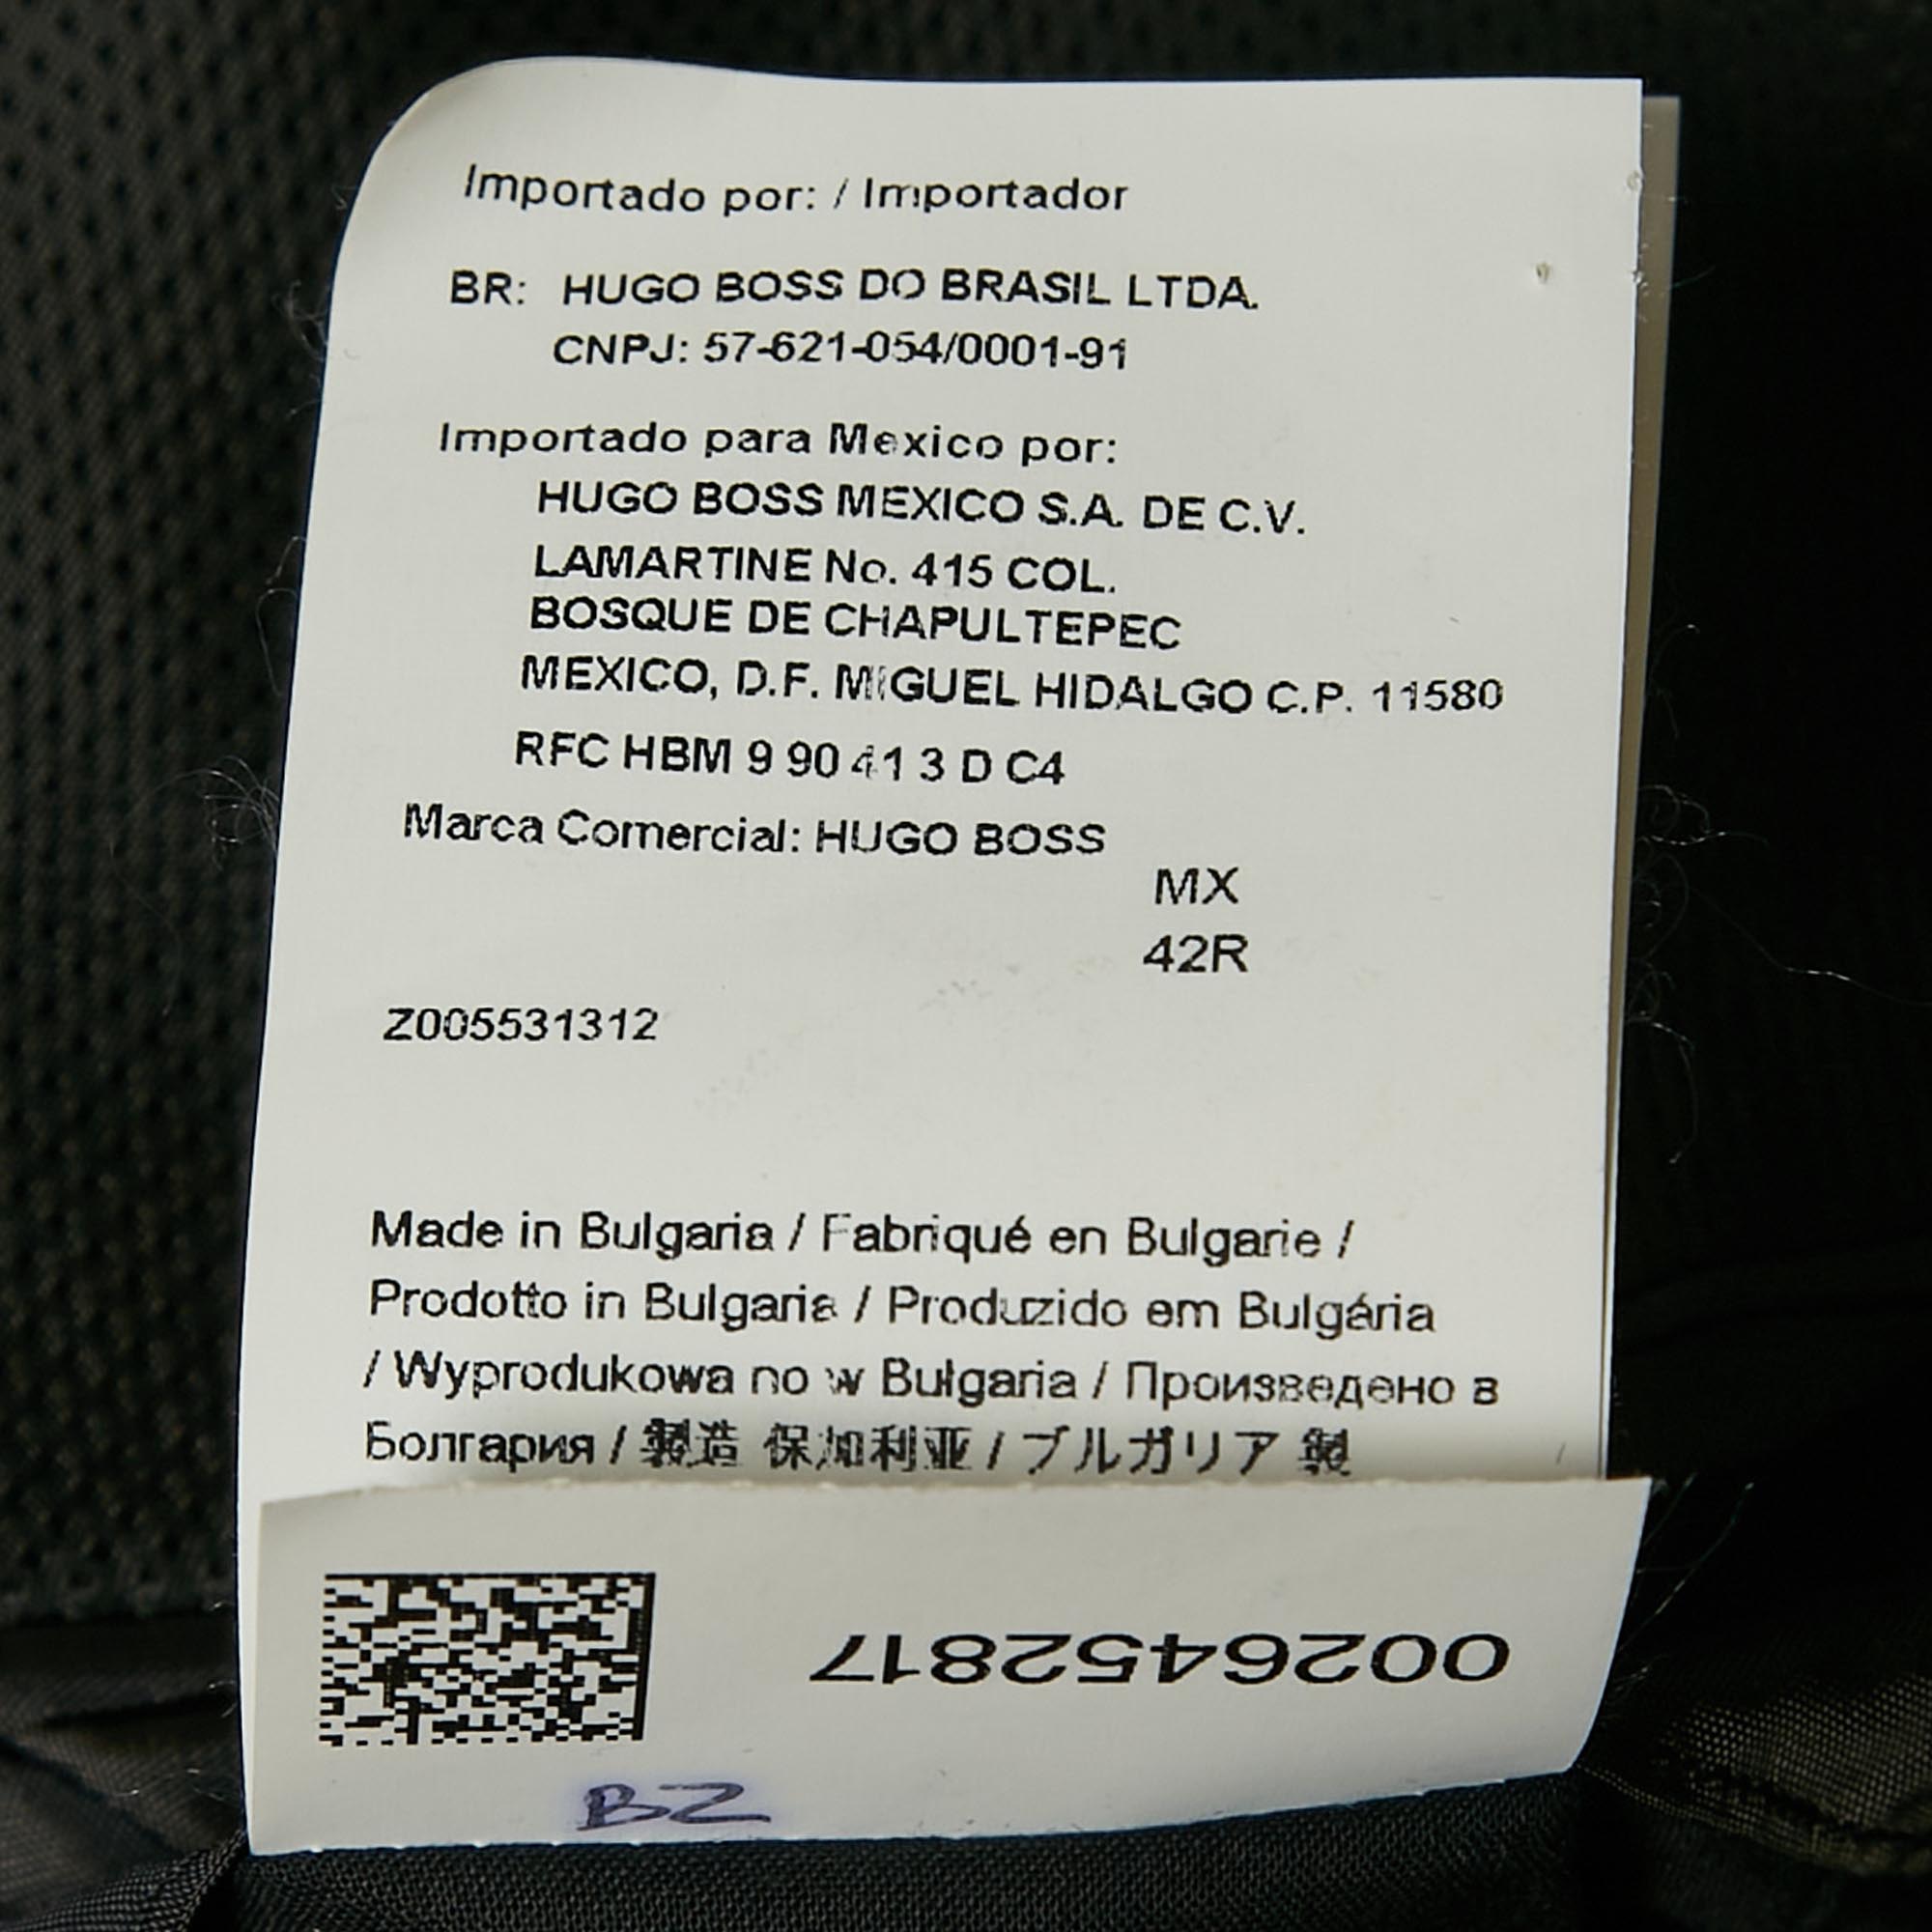 Importado por: / Importador
BR: HUGO BOSS DO BRASIL LTDA.
CNPJ: 57-621-054/0001-91
Importado para Mexico por:
HUGO BOSS MEXICO S.A. DE C.V.
LAMARTINE No. 415 COL.
BOSQUE DE CHAPULTEPEC
MEXICO, D.F. MIGUEL HIDALGO C.P. 11580
RFC HBM 9 90 41 3 D C4
Marca Comercial: HUGO BOSS
MX
42R
Z005531312
Made in Bulgaria / Fabriqué en Bulgarie /
Prodotto in Bulgaria / Produzido em Bulgária
/ Wyprodukowa no w Bułgaria / Произведено в
Болгария / 製造 保加利亚 / ブルガリア 製
0026452817
BZ